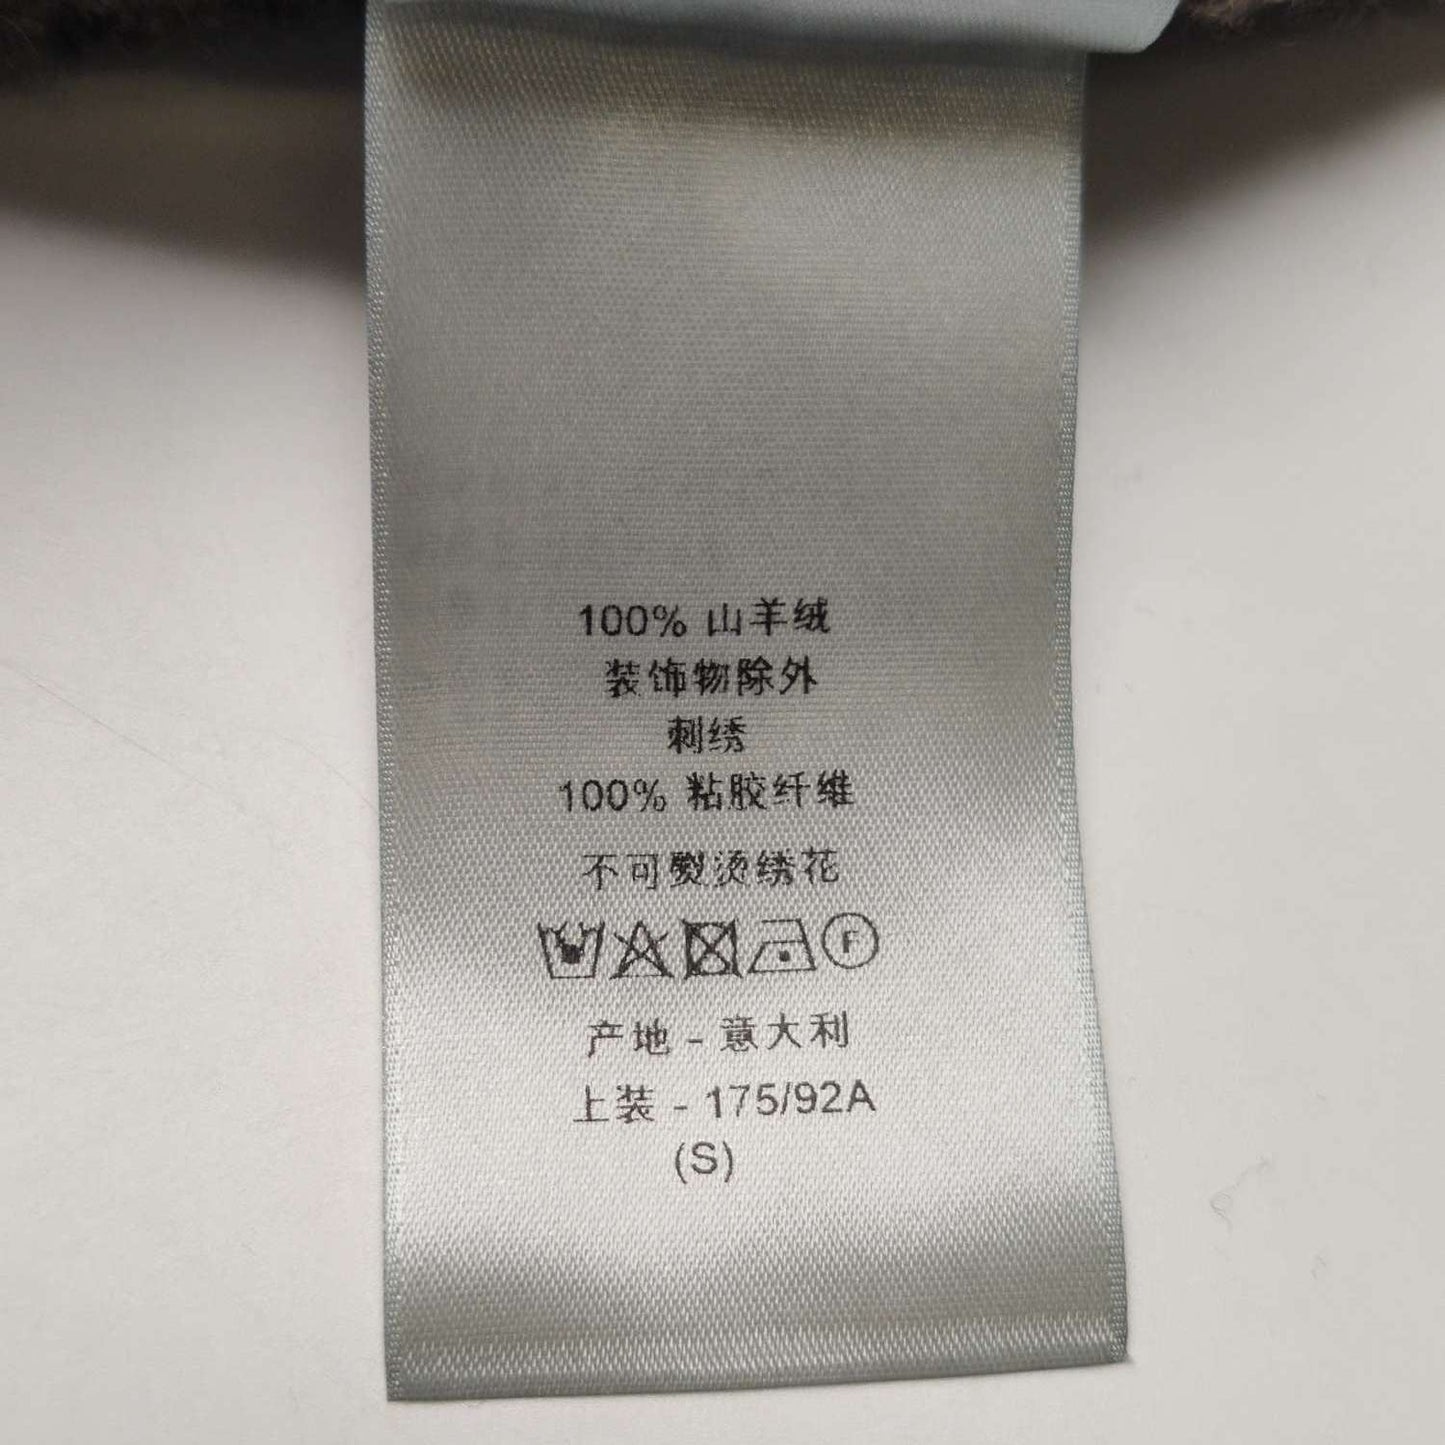 100% 山羊绒
装饰物除外
刺绣
100% 粘胶纤维
不可熨烫绣花
F
产地 - 意大利
上装 - 175/92A
(S)